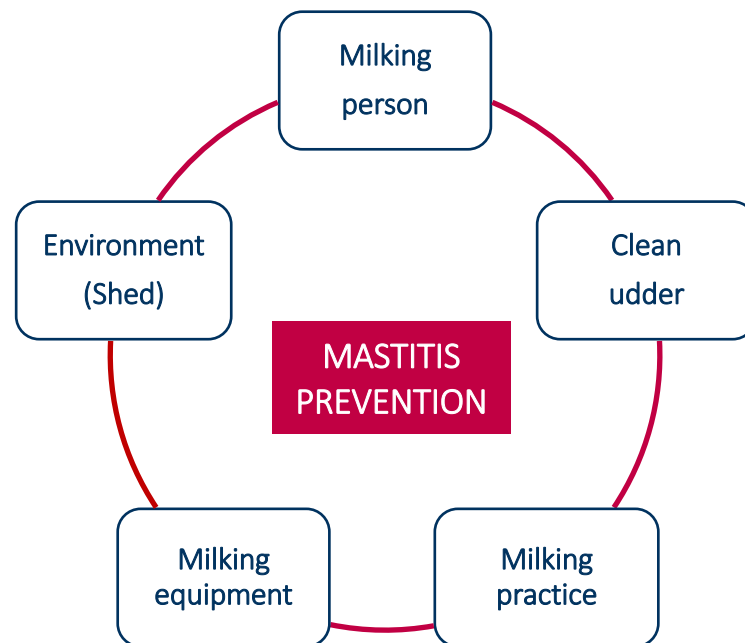 Milking
person
Environment
(Shed)
Clean
udder
MASTITIS
PREVENTION
Milking
equipment
Milking
practice